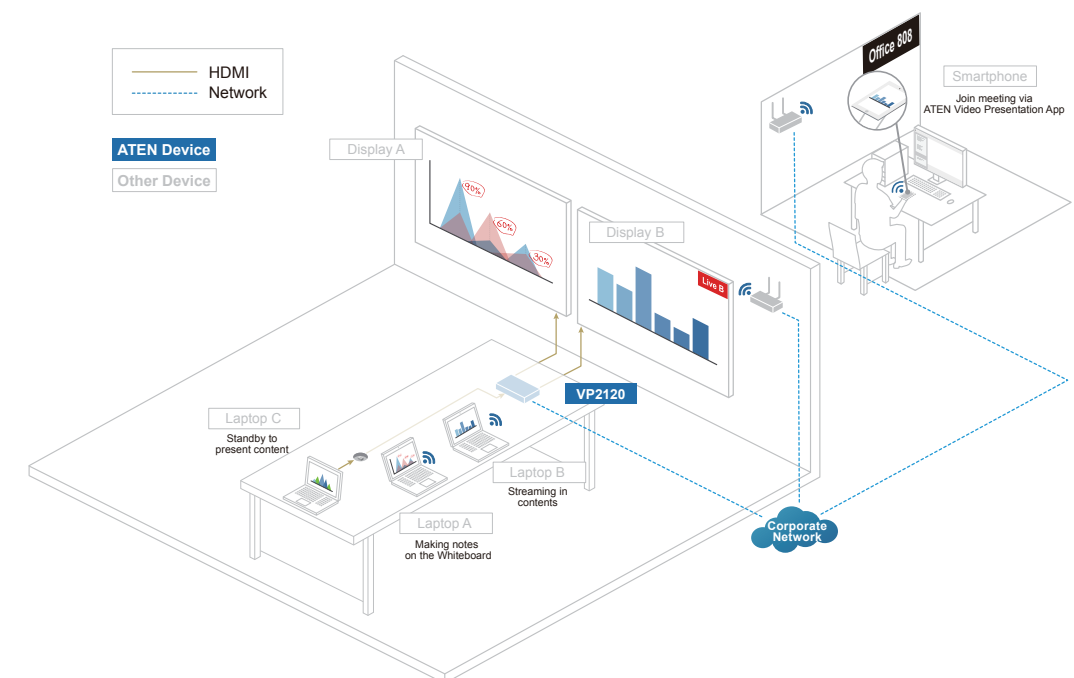 HDMI
Network
ATEN Device
Other Device
Office 808
Smartphone
Join meeting via
ATEN Video Presentation App
Display A
90%
60%
30%
Display B
Live B
VP2120
Laptop C
Standby to
present content
Laptop B
Streaming in
contents
Laptop A
Making notes
on the Whiteboard
Corporate
Network